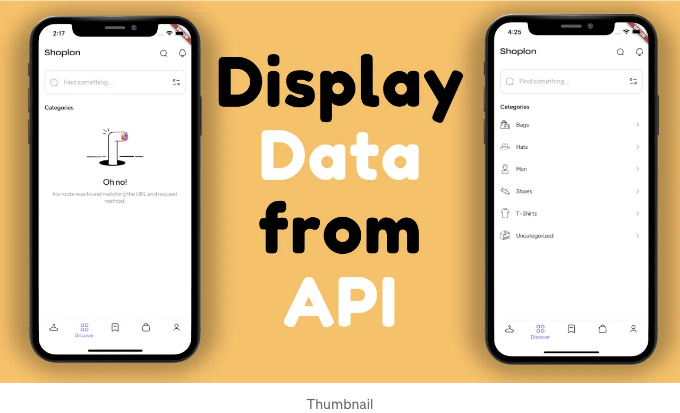 2:17
Shoplon
Find something...
Categories
Oh no!
No route was found matching the URL and request
method.
Discover
Display
Data
from
API
4:25
Shoplon
Find something...
Categories
Bags
Hats
Man
Shoes
T-Shirts
Uncategorized
Discover
Thumbnail